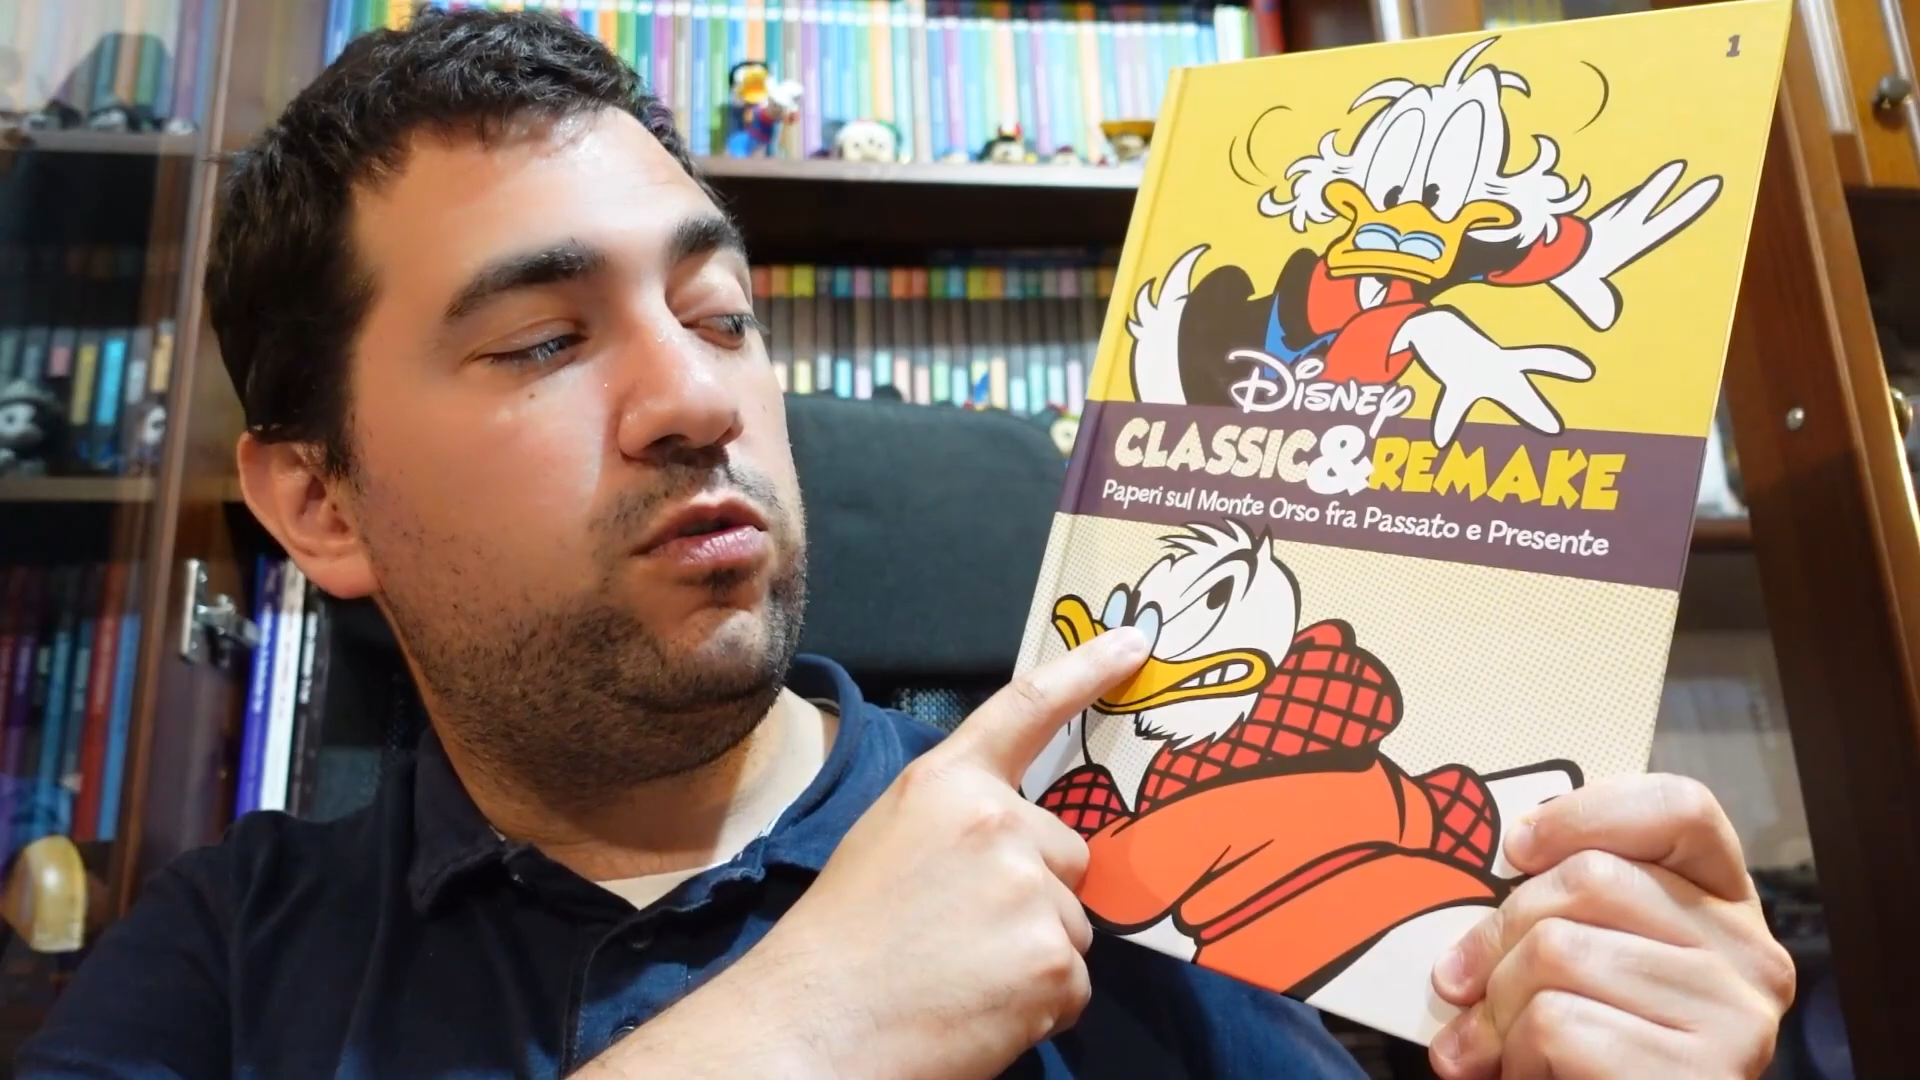 1
Disney
CLASSIC&REMAKE
Paperi sul Monte Orso fra Passato e Presente